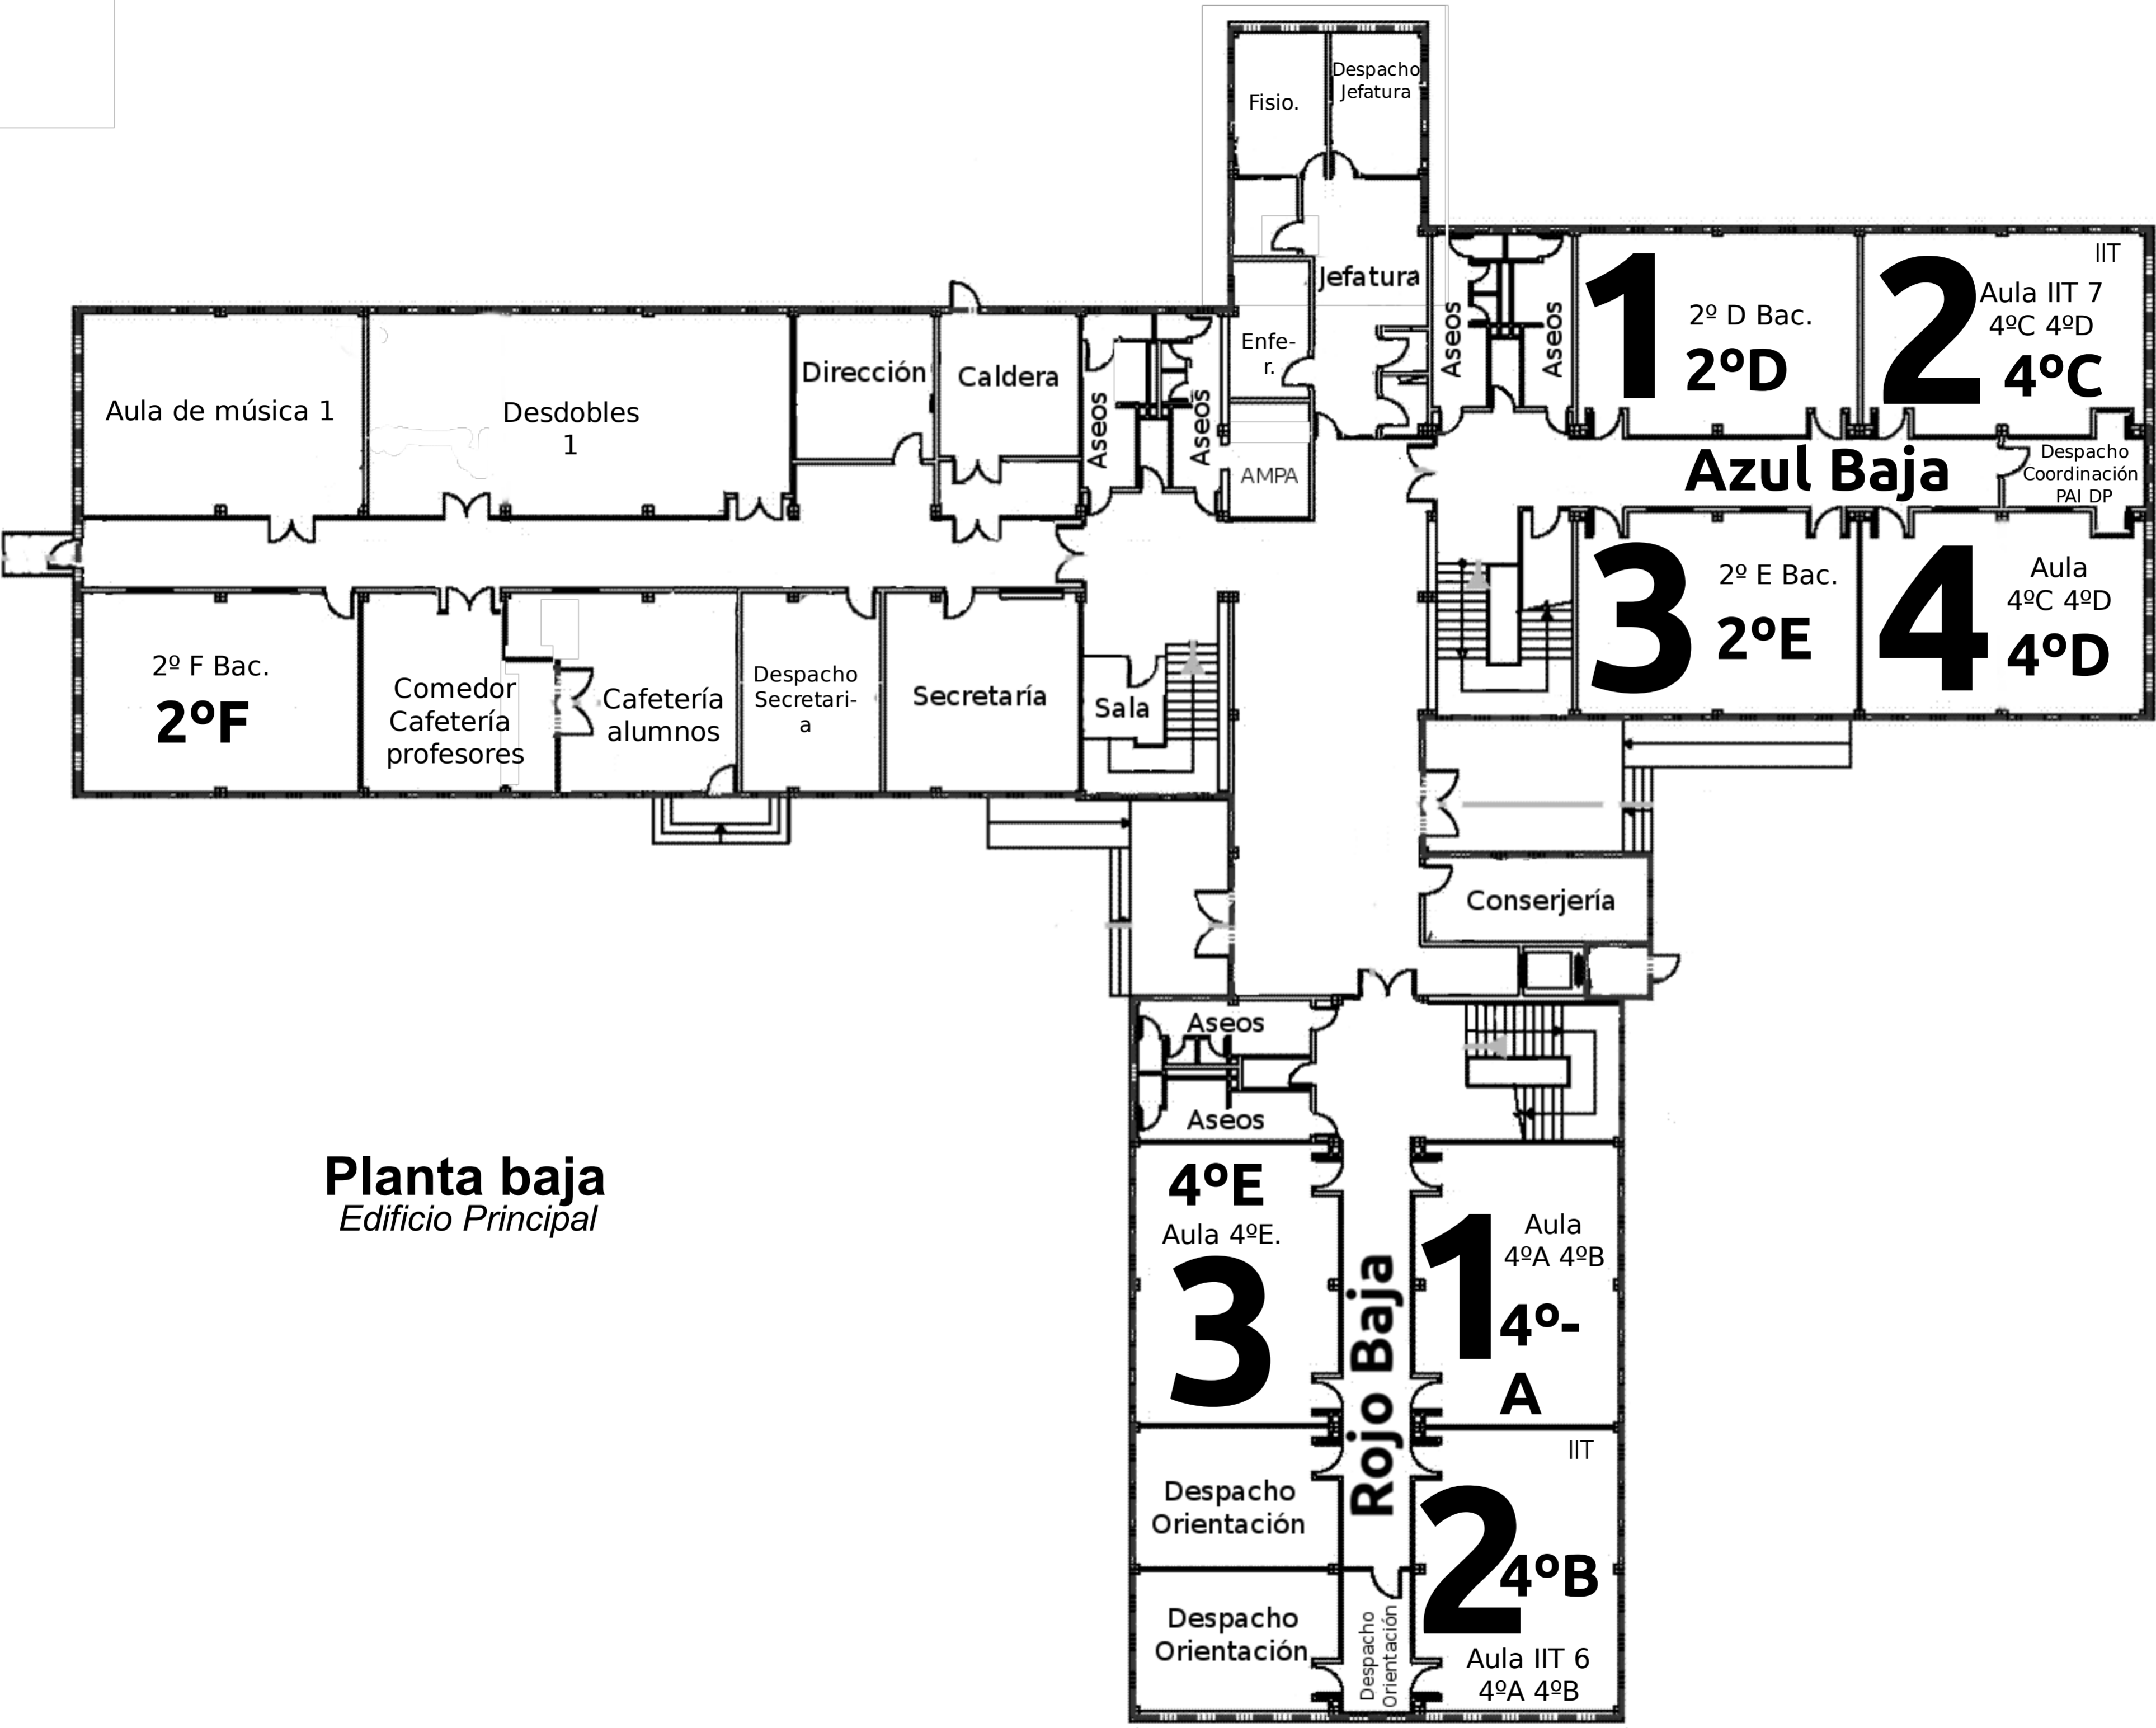 Fisio.
Despacho
Jefatura
Jefatura
Enfe-
r.
AMPA
Aseos
Aseos
1
2º D Bac.
2ºD
IIT
2
Aula IIT 7
4ºC 4ºD
4ºC
Azul Baja
Despacho
Coordinación
PAI DP
3
2º E Bac.
2ºE
4
Aula
4ºC 4ºD
4ºD
Aula de música 1
Desdobles
1
Dirección
Caldera
Aseos
Aseos
2º F Bac.
2ºF
Comedor
Cafetería
profesores
Cafetería
alumnos
Despacho
Secretari-
a
Secretaría
Sala
Conserjería
Aseos
Aseos
Planta baja
Edificio Principal
4ºE
Aula 4ºE.
3
Rojo Baja
1
Aula
4ºA 4ºB
4º-
A
Despacho
Orientación
IIT
2
4ºB
Aula IIT 6
4ºA 4ºB
Despacho
Orientación
Despacho
Orientación